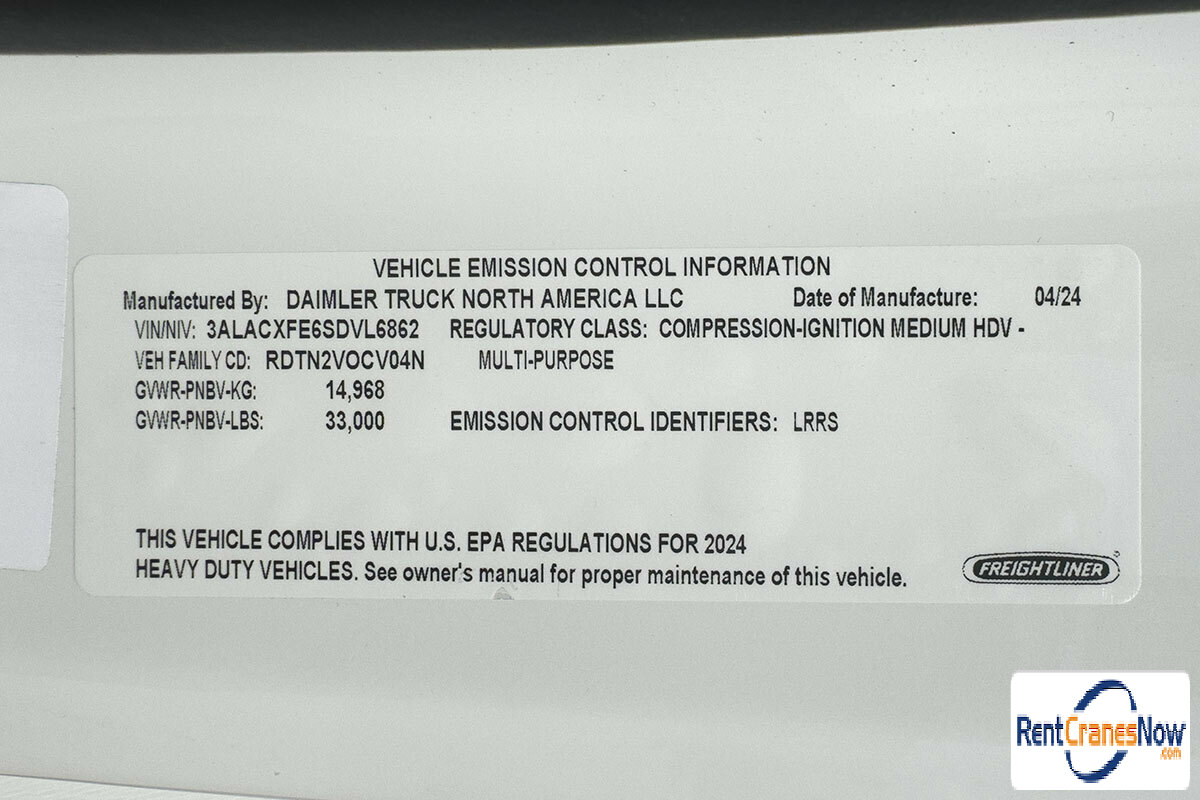 VEHICLE EMISSION CONTROL INFORMATION
Manufactured By: DAIMLER TRUCK NORTH AMERICA LLC Date of Manufacture: 04/24
VIN/NIV: 3ALACXFE6SDVL6862 REGULATORY CLASS: COMPRESSION-IGNITION MEDIUM HDV -
VEH FAMILY CD: RDTN2VOCV04N MULTI-PURPOSE
GVWR-PNBV-KG: 14,968
GVWR-PNBV-LBS: 33,000 EMISSION CONTROL IDENTIFIERS: LRRS
THIS VEHICLE COMPLIES WITH U.S. EPA REGULATIONS FOR 2024
HEAVY DUTY VEHICLES. See owner's manual for proper maintenance of this vehicle.
FREIGHTLINER
RentCranesNow
.com